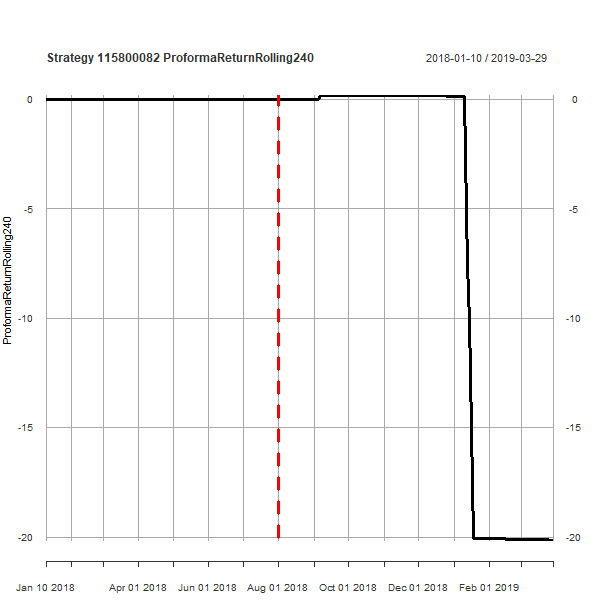 Strategy 115800082 ProformaReturnRolling240
2018-01-10 / 2019-03-29
ProformaReturnRolling240
0 0
-5 -5
-10 -10
-15 -15
-20 -20
Jan 10 2018 Apr 01 2018 Jun 01 2018 Aug 01 2018 Oct 01 2018 Dec 01 2018 Feb 01 2019